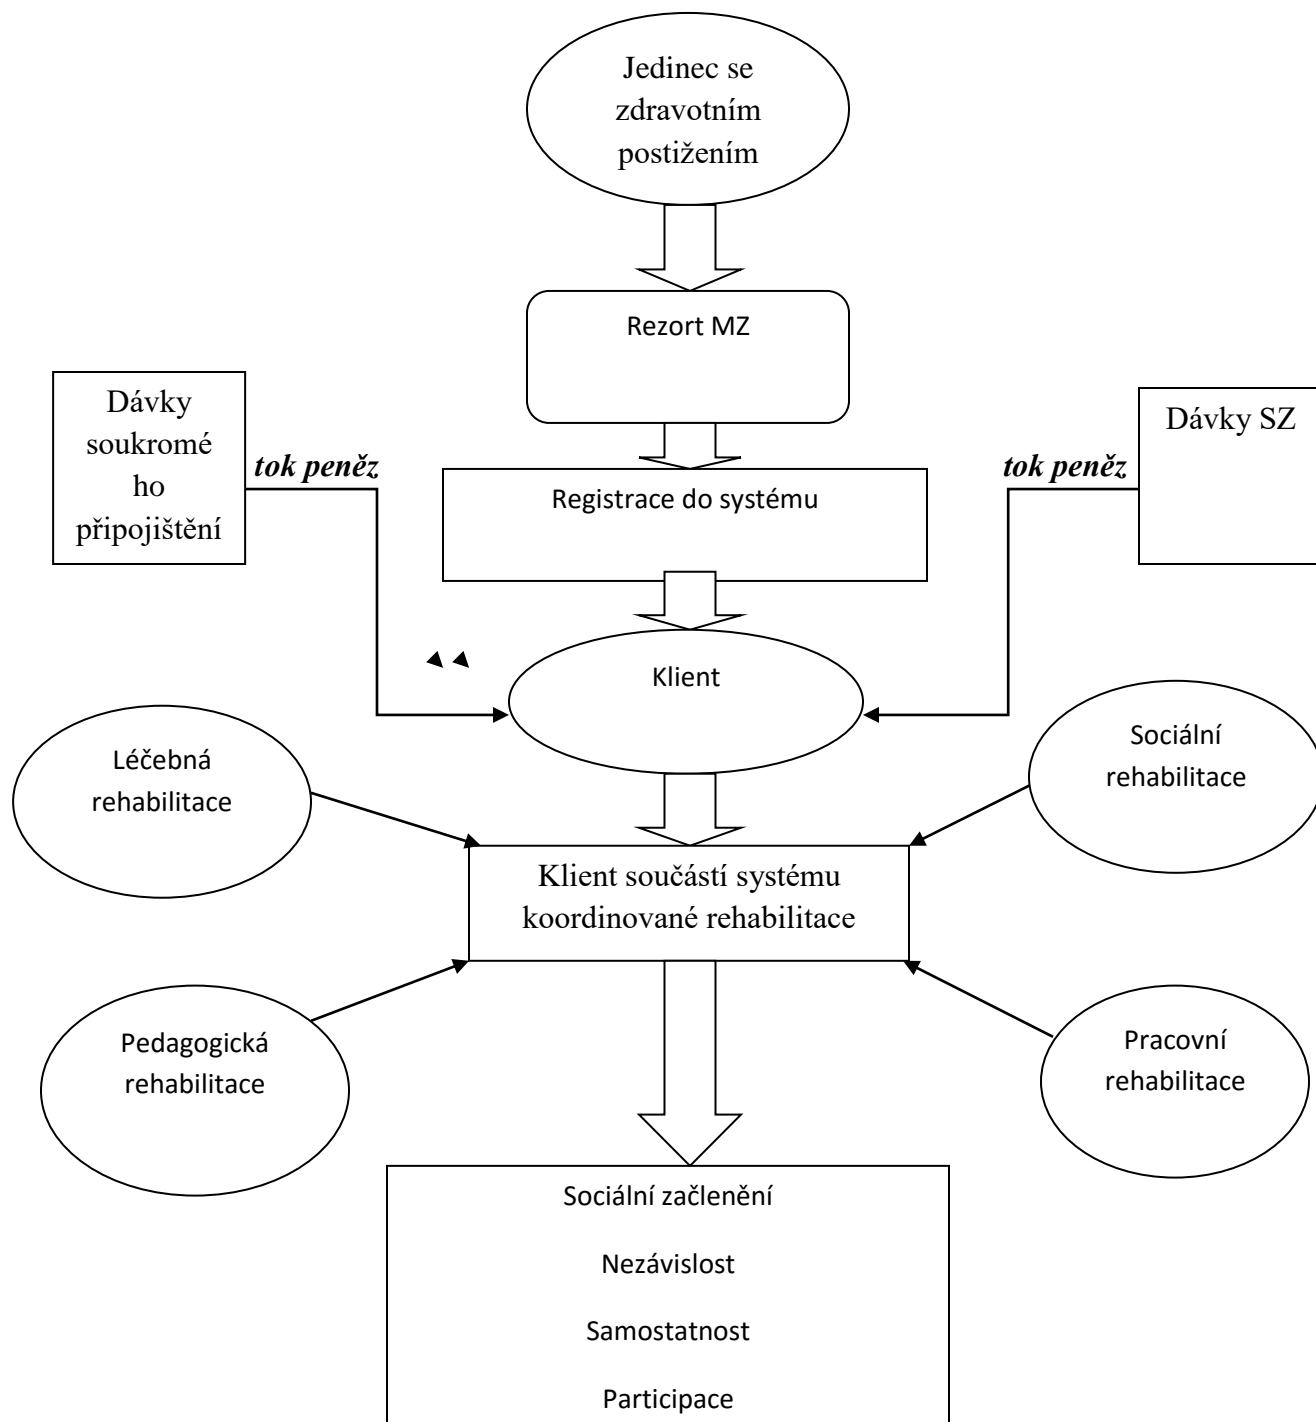 Jedinec se
zdravotním
postižením
Rezort MZ
Dávky
soukromé
ho
připojištění
tok peněz
tok peněz
Dávky SZ
Registrace do systému
Klient
Léčebná
rehabilitace
Sociální
rehabilitace
Klient součástí systému
koordinované rehabilitace
Pedagogická
rehabilitace
Pracovní
rehabilitace
Sociální začlenění
Nezávislost
Samostatnost
Participace